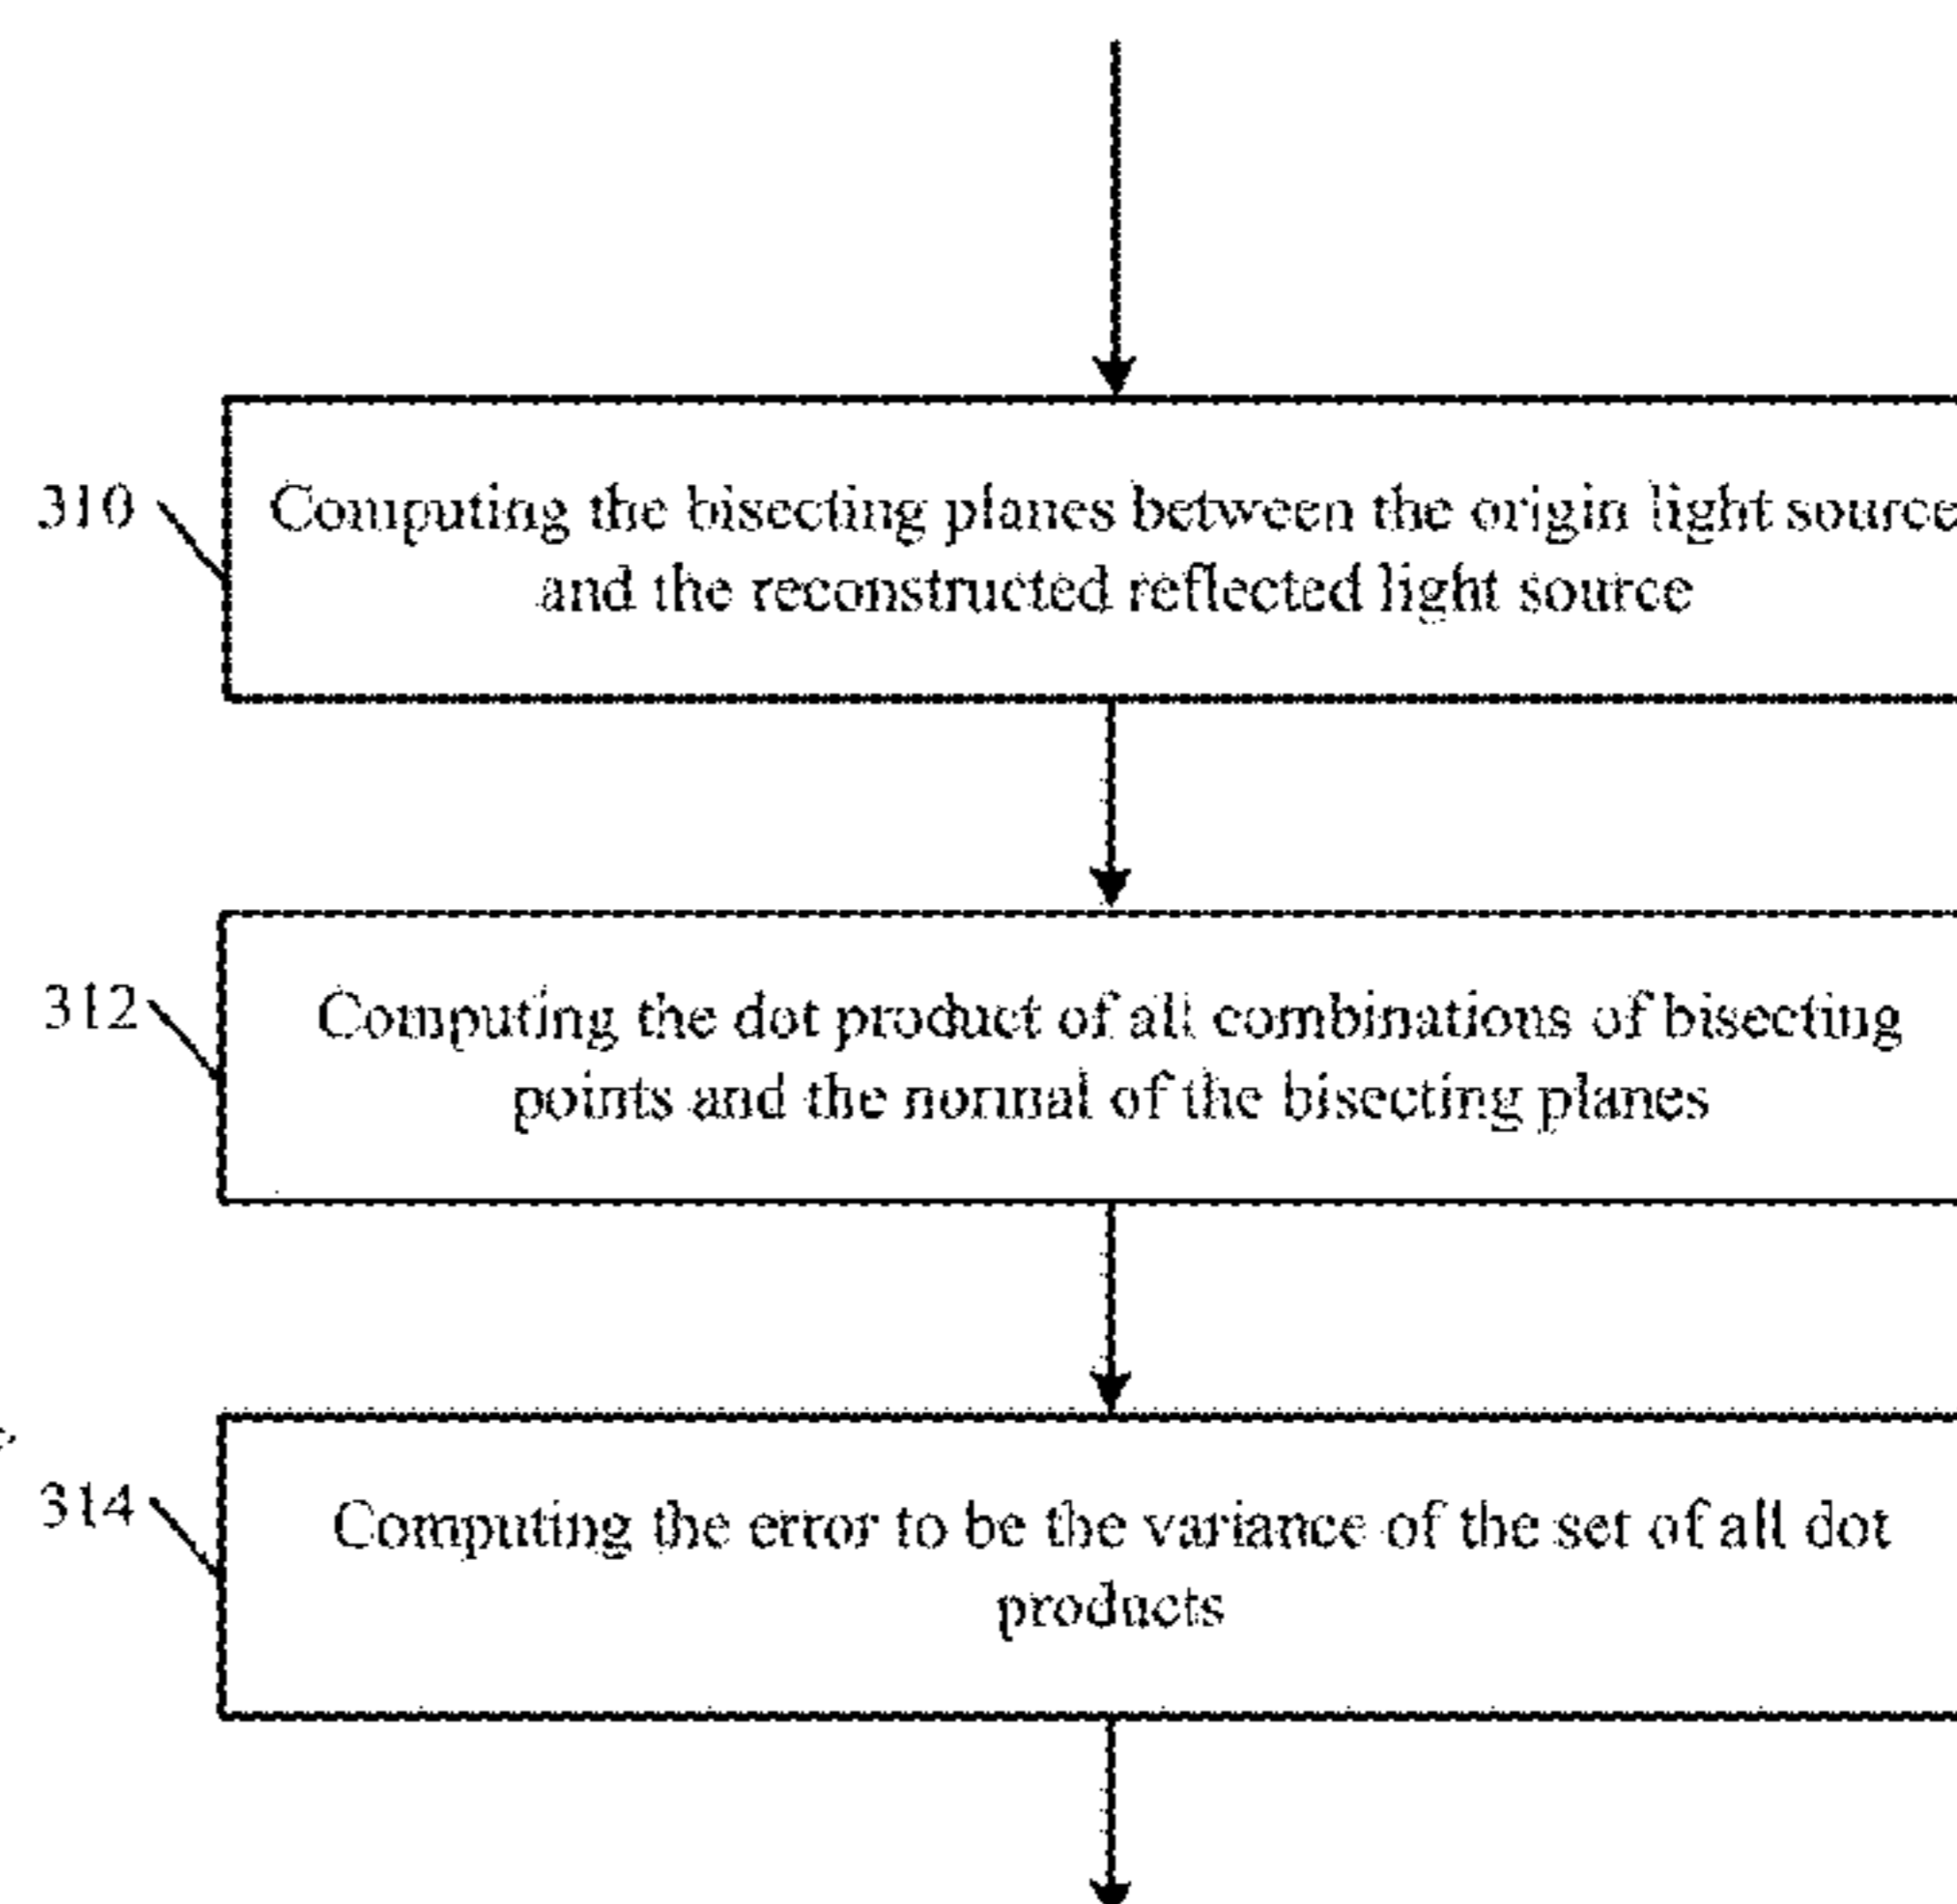 310
Computing the bisecting planes between the origin light source
and the reconstructed reflected light source
312
Computing the dot product of all combinations of bisecting
points and the normal of the bisecting planes
314
Computing the error to be the variance of the set of all dot
products